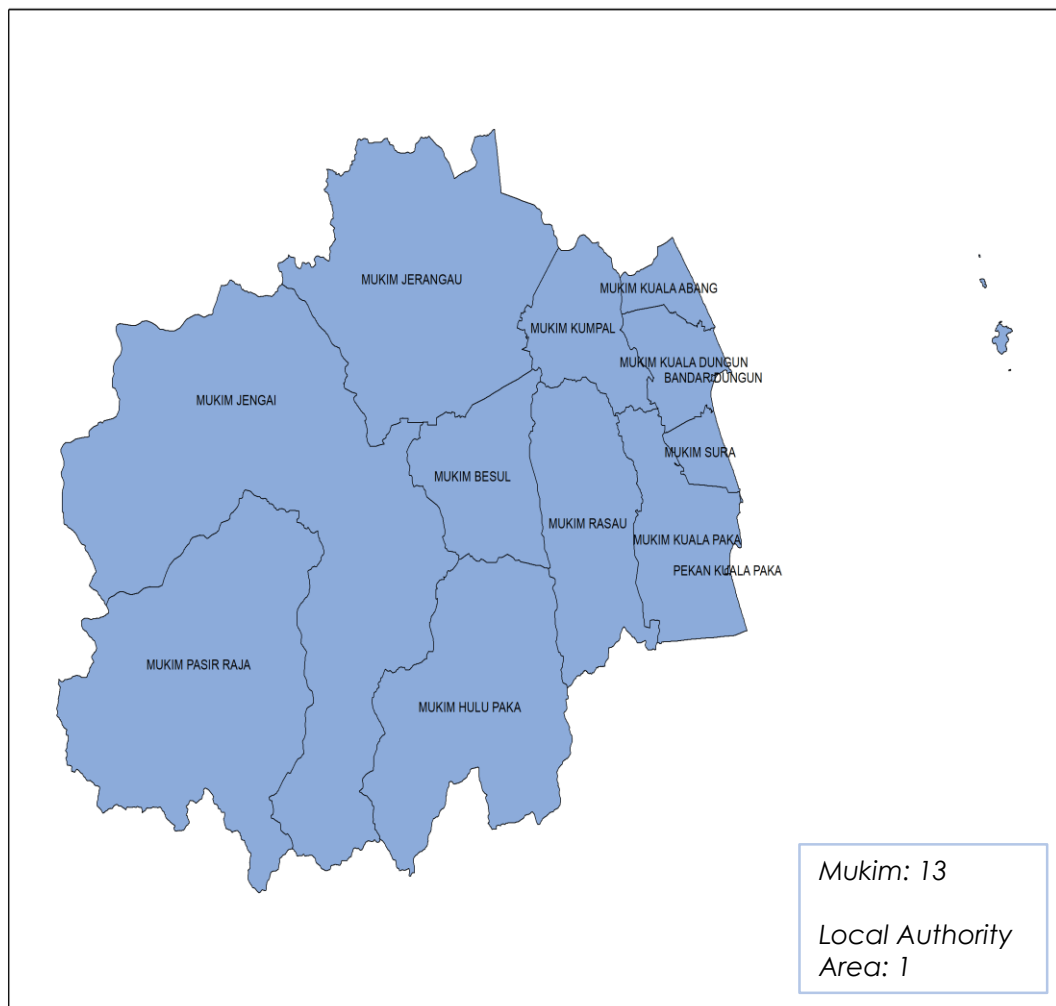 MUKIM JERANGAU
MUKIM KUALA ABANG
MUKIM KUMPAL
MUKIM KUALA DUNGUN
BANDAR DUNGUN
MUKIM JENGAI
MUKIM SURA
MUKIM BESUL
MUKIM RASAU
MUKIM KUALA PAKA
PEKAN KUALA PAKA
MUKIM PASIR RAJA
MUKIM HULU PAKA
Mukim: 13
Local Authority
Area: 1